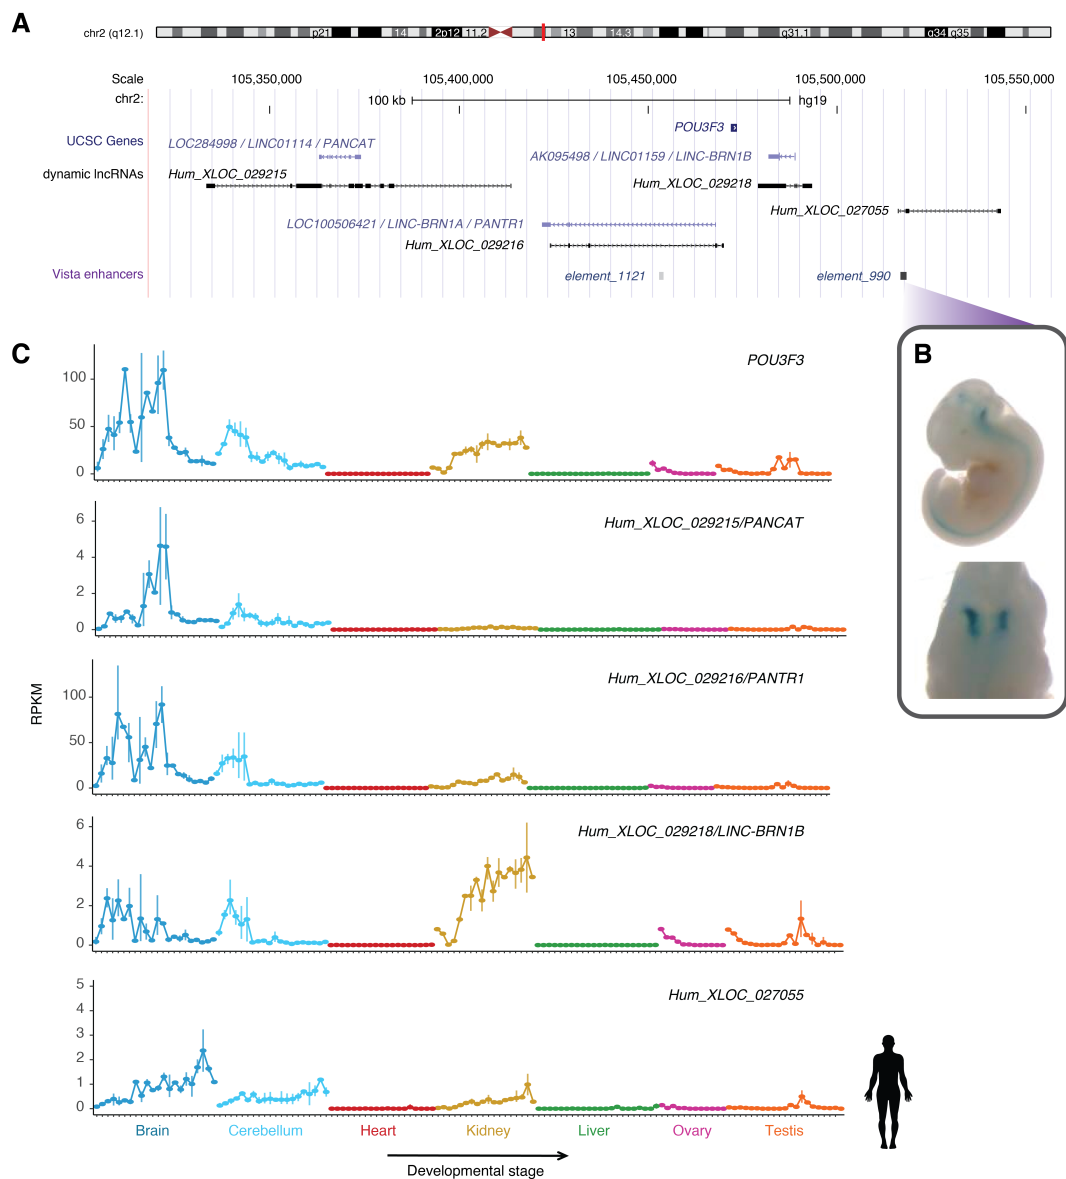 A
chr2 (q12.1)
p21 14 2p12 11.2 13 14.3 q31.1 q34 q35
Scale 105,350,000 105,400,000 105,450,000 105,500,000 105,550,000
chr2: 100 kb hg19
UCSC Genes
POU3F3
LOC284998 / LINC01114 / PANCAT
AK095498 / LINC01159 / LINC-BRN1B
dynamic lncRNAs
Hum_XLOC_029215
Hum_XLOC_029218
Hum_XLOC_027055
LOC100506421 / LINC-BRN1A / PANTR1
Hum_XLOC_029216
Vista enhancers
element_1121
element_990
B
C
RPKM
POU3F3
100
50
0
Hum_XLOC_029215/PANCAT
6
4
2
0
Hum_XLOC_029216/PANTR1
100
50
0
Hum_XLOC_029218/LINC-BRN1B
6
4
2
0
Hum_XLOC_027055
5
4
3
2
1
0
Brain Cerebellum Heart Kidney Liver Ovary Testis
Developmental stage